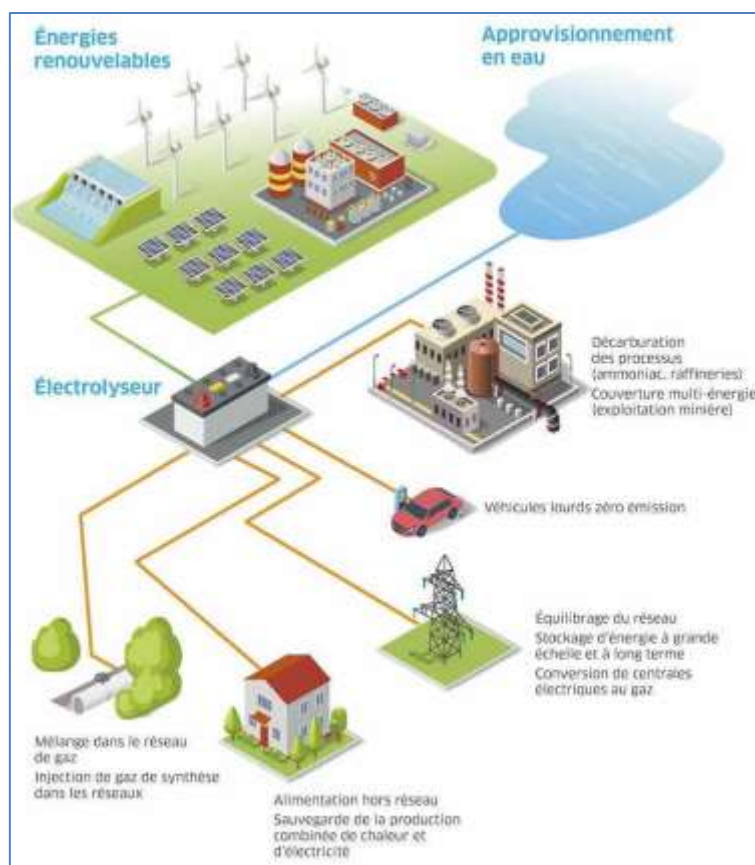 Énergies
renouvelables
Approvisionnement
en eau
Électrolyseur
Décarburation
des processus
(ammoniac, raffineries)
Couverture multi-énergie
(exploitation minière)
Véhicules lourds zéro émission
Équilibrage du réseau
Stockage d'énergie à grande
échelle et à long terme
Conversion de centrales
électriques au gaz
Mélange dans le réseau
de gaz
Injection de gaz de synthèse
dans les réseaux
Alimentation hors réseau
Sauvegarde de la production
combinée de chaleur et
d'électricité